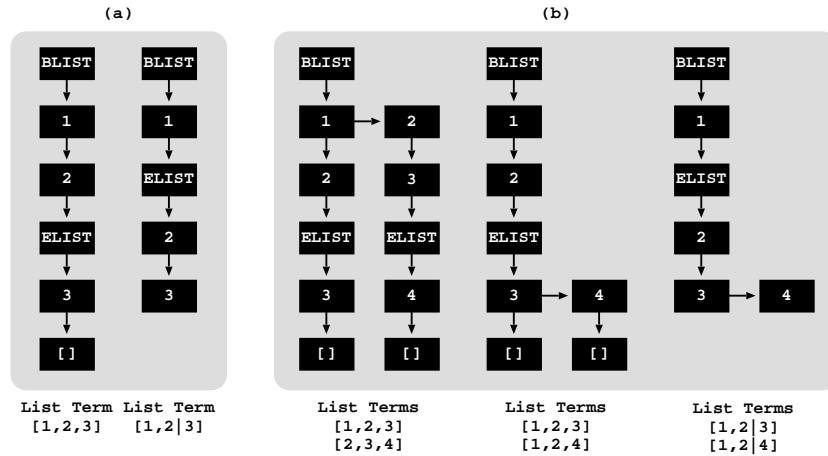 (a) (b)
BLIST BLIST BLIST BLIST BLIST
1 1 1 2 1 1
2 ELIST 2 3 2 ELIST
ELIST 2 ELIST ELIST ELIST 2
3 3 3 4 3 4 3 4
[] [] [] [] []
List Term List Term List Terms List Terms List Terms
[1,2,3] [1,2|3] [1,2,3] [1,2,3] [1,2|3]
[2,3,4] [1,2,4] [1,2|4]